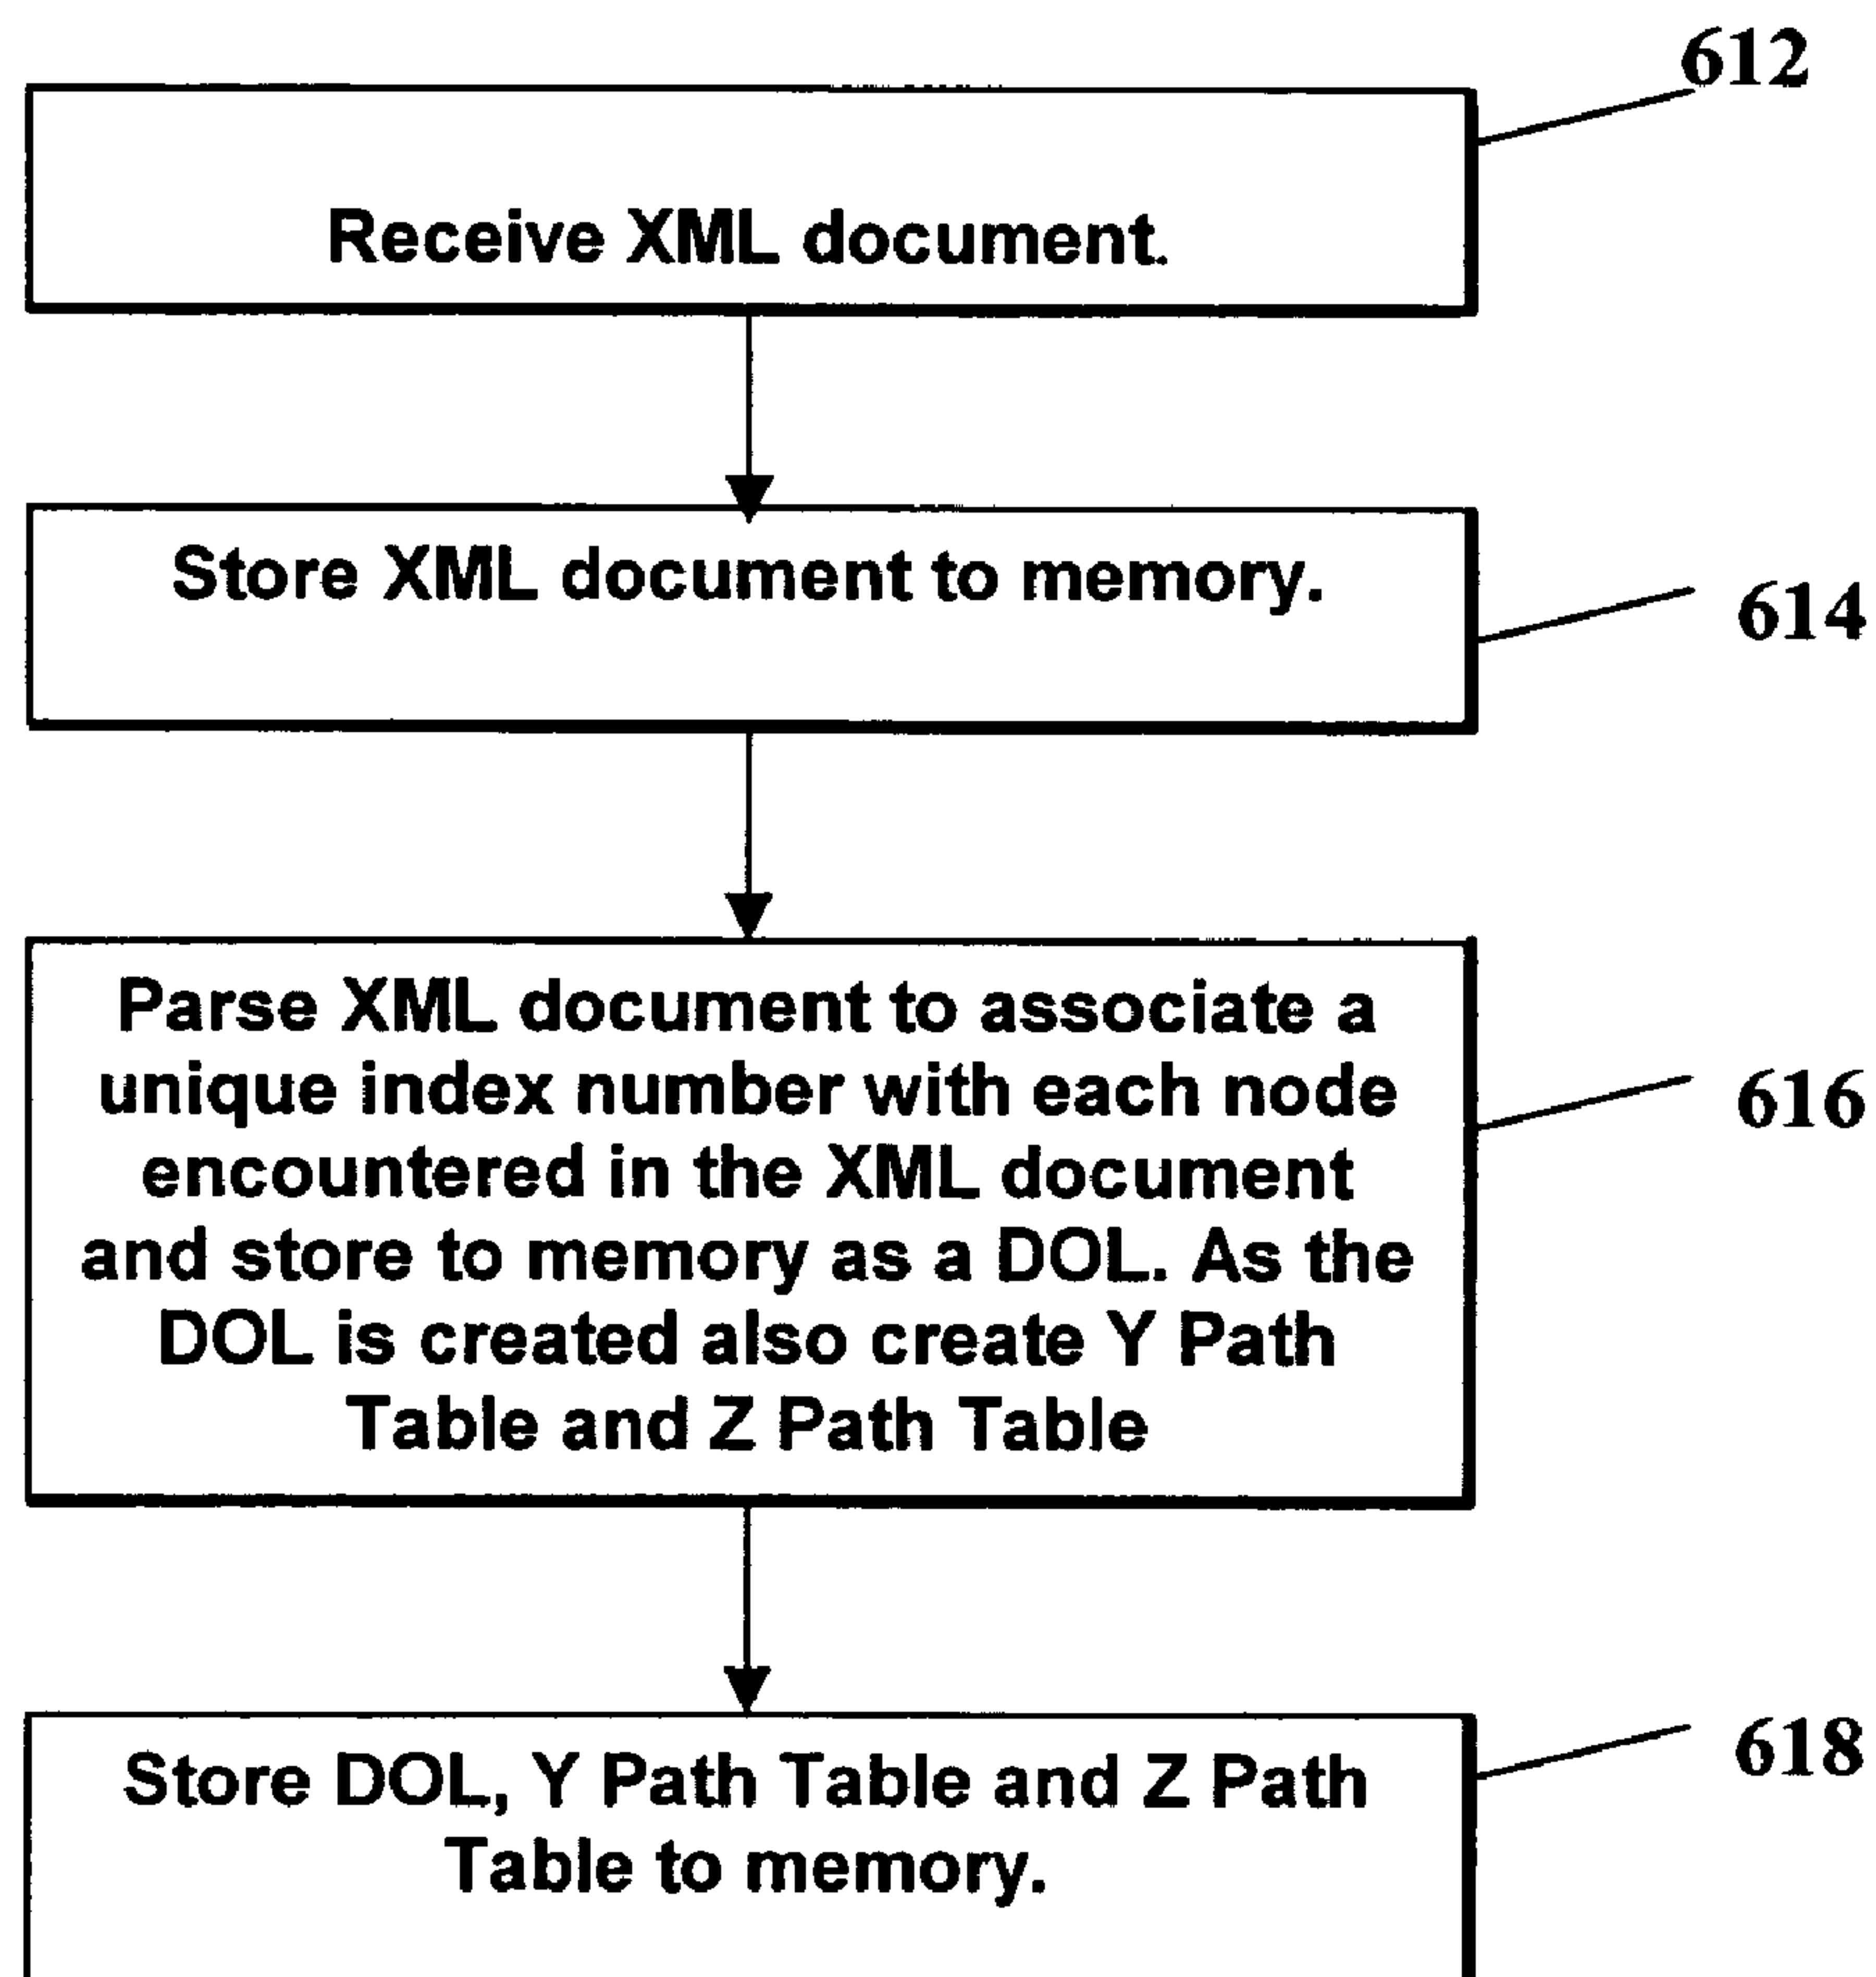 612
Receive XML document.
Store XML document to memory.
614
Parse XML document to associate a
unique index number with each node
encountered in the XML document
and store to memory as a DOL. As the
DOL is created also create Y Path
Table and Z Path Table
616
Store DOL, Y Path Table and Z Path
Table to memory.
618